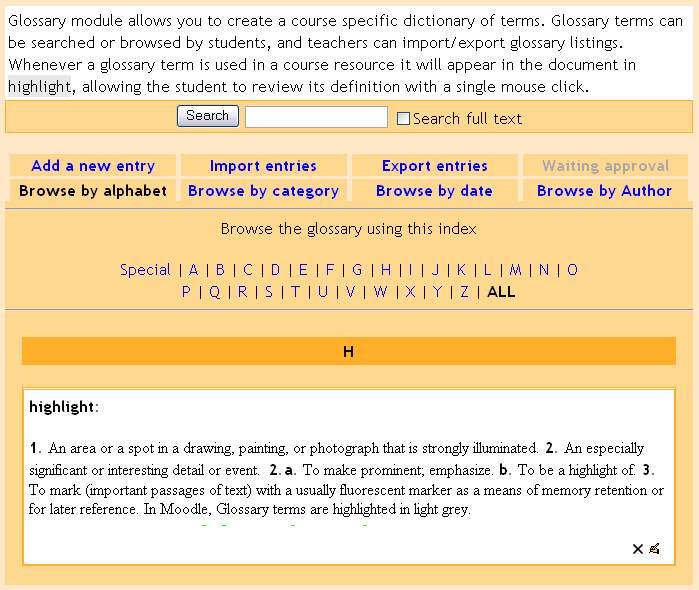 Glossary module allows you to create a course specific dictionary of terms. Glossary terms can
be searched or browsed by students, and teachers can import/export glossary listings.
Whenever a glossary term is used in a course resource it will appear in the document in
highlight, allowing the student to review its definition with a single mouse click.
Search Search full text
Add a new entry Import entries Export entries Waiting approval
Browse by alphabet Browse by category Browse by date Browse by Author
Browse the glossary using this index
Special | A | B | C | D | E | F | G | H | I | J | K | L | M | N | O
P | Q | R | S | T | U | V | W | X | Y | Z | ALL
H
highlight:
1. An area or a spot in a drawing, painting, or photograph that is strongly illuminated. 2. An especially
significant or interesting detail or event. 2.a. To make prominent; emphasize. b. To be a highlight of. 3.
To mark (important passages of text) with a usually fluorescent marker as a means of memory retention or
for later reference. In Moodle, Glossary terms are highlighted in light grey.